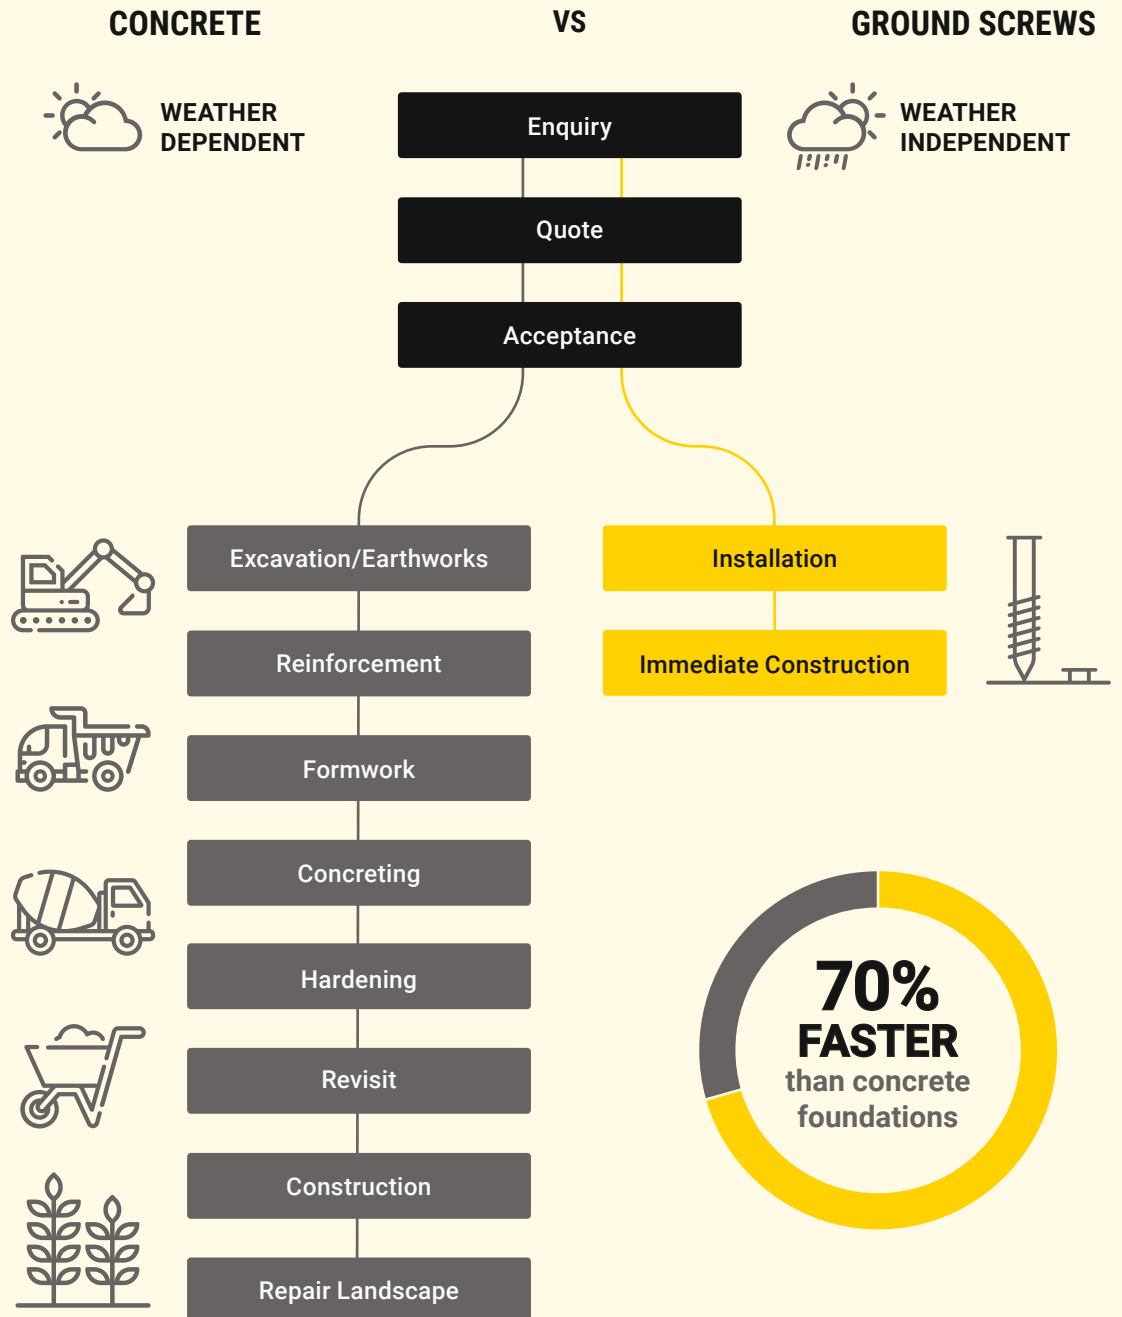 CONCRETE
VS
GROUND SCREWS
WEATHER
DEPENDENT
WEATHER
INDEPENDENT
Enquiry
Quote
Acceptance
Excavation/Earthworks
Reinforcement
Formwork
Concreting
Hardening
Revisit
Construction
Repair Landscape
Installation
Immediate Construction
70%
FASTER
than concrete
foundations